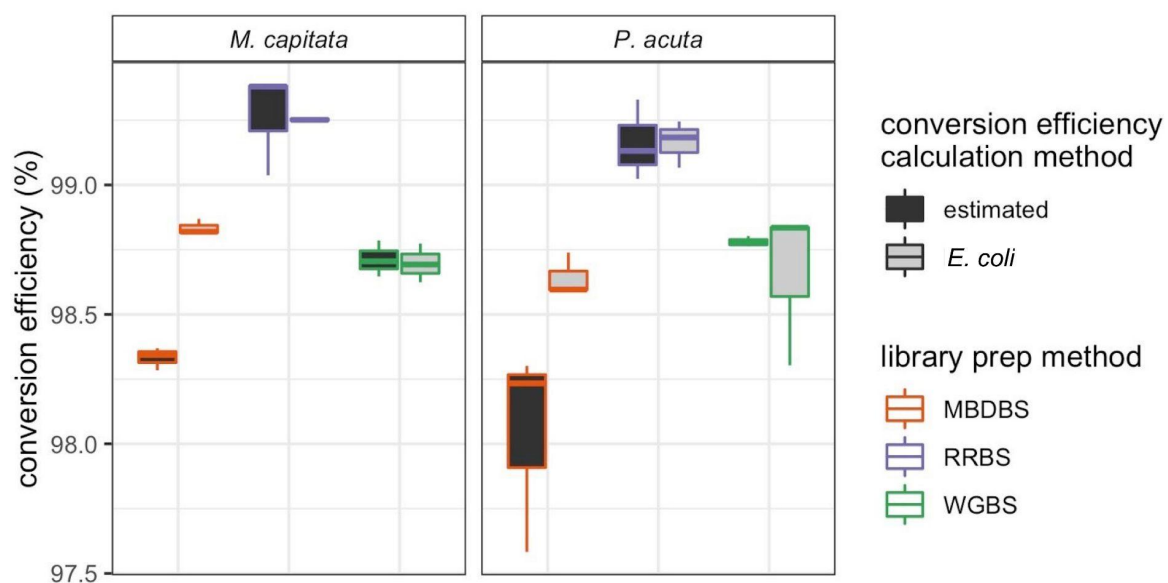 M. capitata
P. acuta
conversion efficiency (%)
99.0
98.5
98.0
97.5
conversion efficiency
calculation method
estimated
E. coli
library prep method
MBDBS
RRBS
WGBS